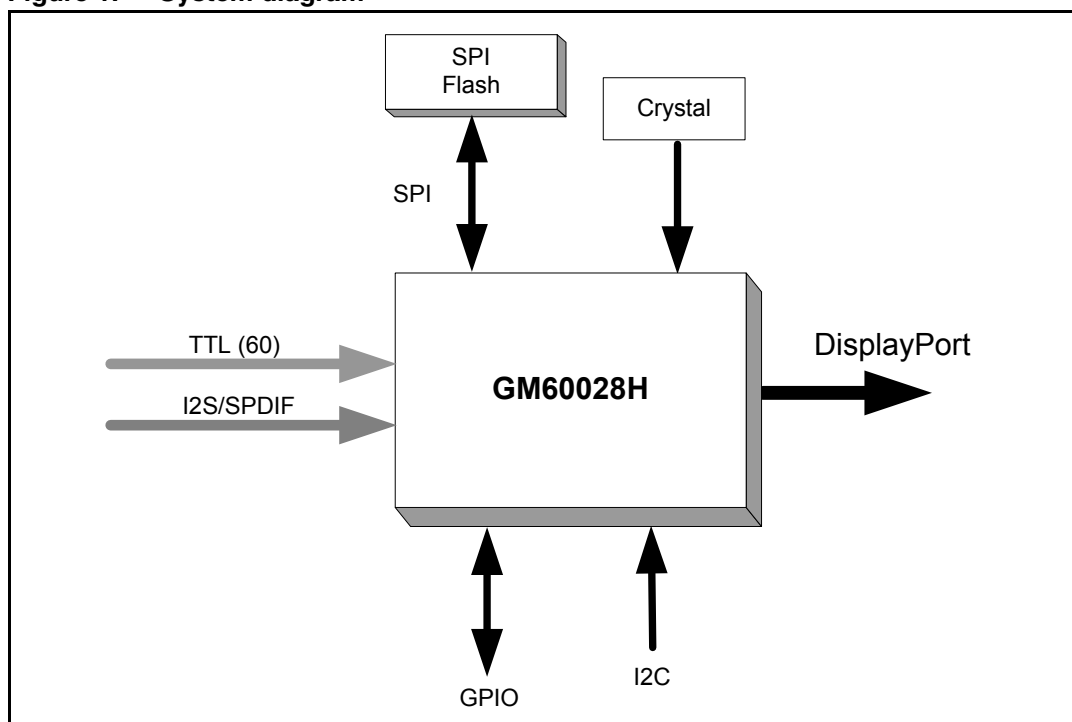 Figure 1. System diagram
SPI
Flash
Crystal
SPI
TTL (60)
I2S/SPDIF
GM60028H
DisplayPort
GPIO
I2C